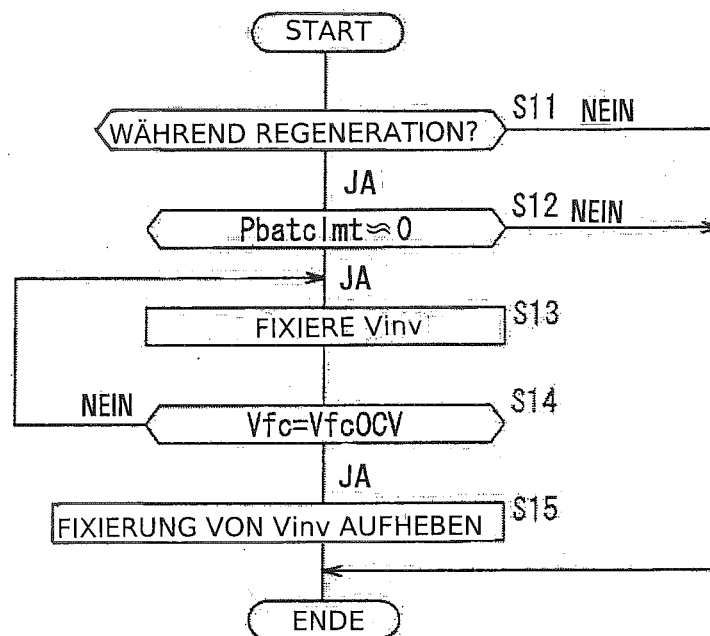 START
WÄHREND REGENERATION?
S11
NEIN
JA
Pbatclmt≒0
S12
NEIN
JA
FIXIERE Vinv
S13
Vfc=VfcOCV
S14
NEIN
JA
FIXIERUNG VON Vinv AUFHEBEN
S15
ENDE